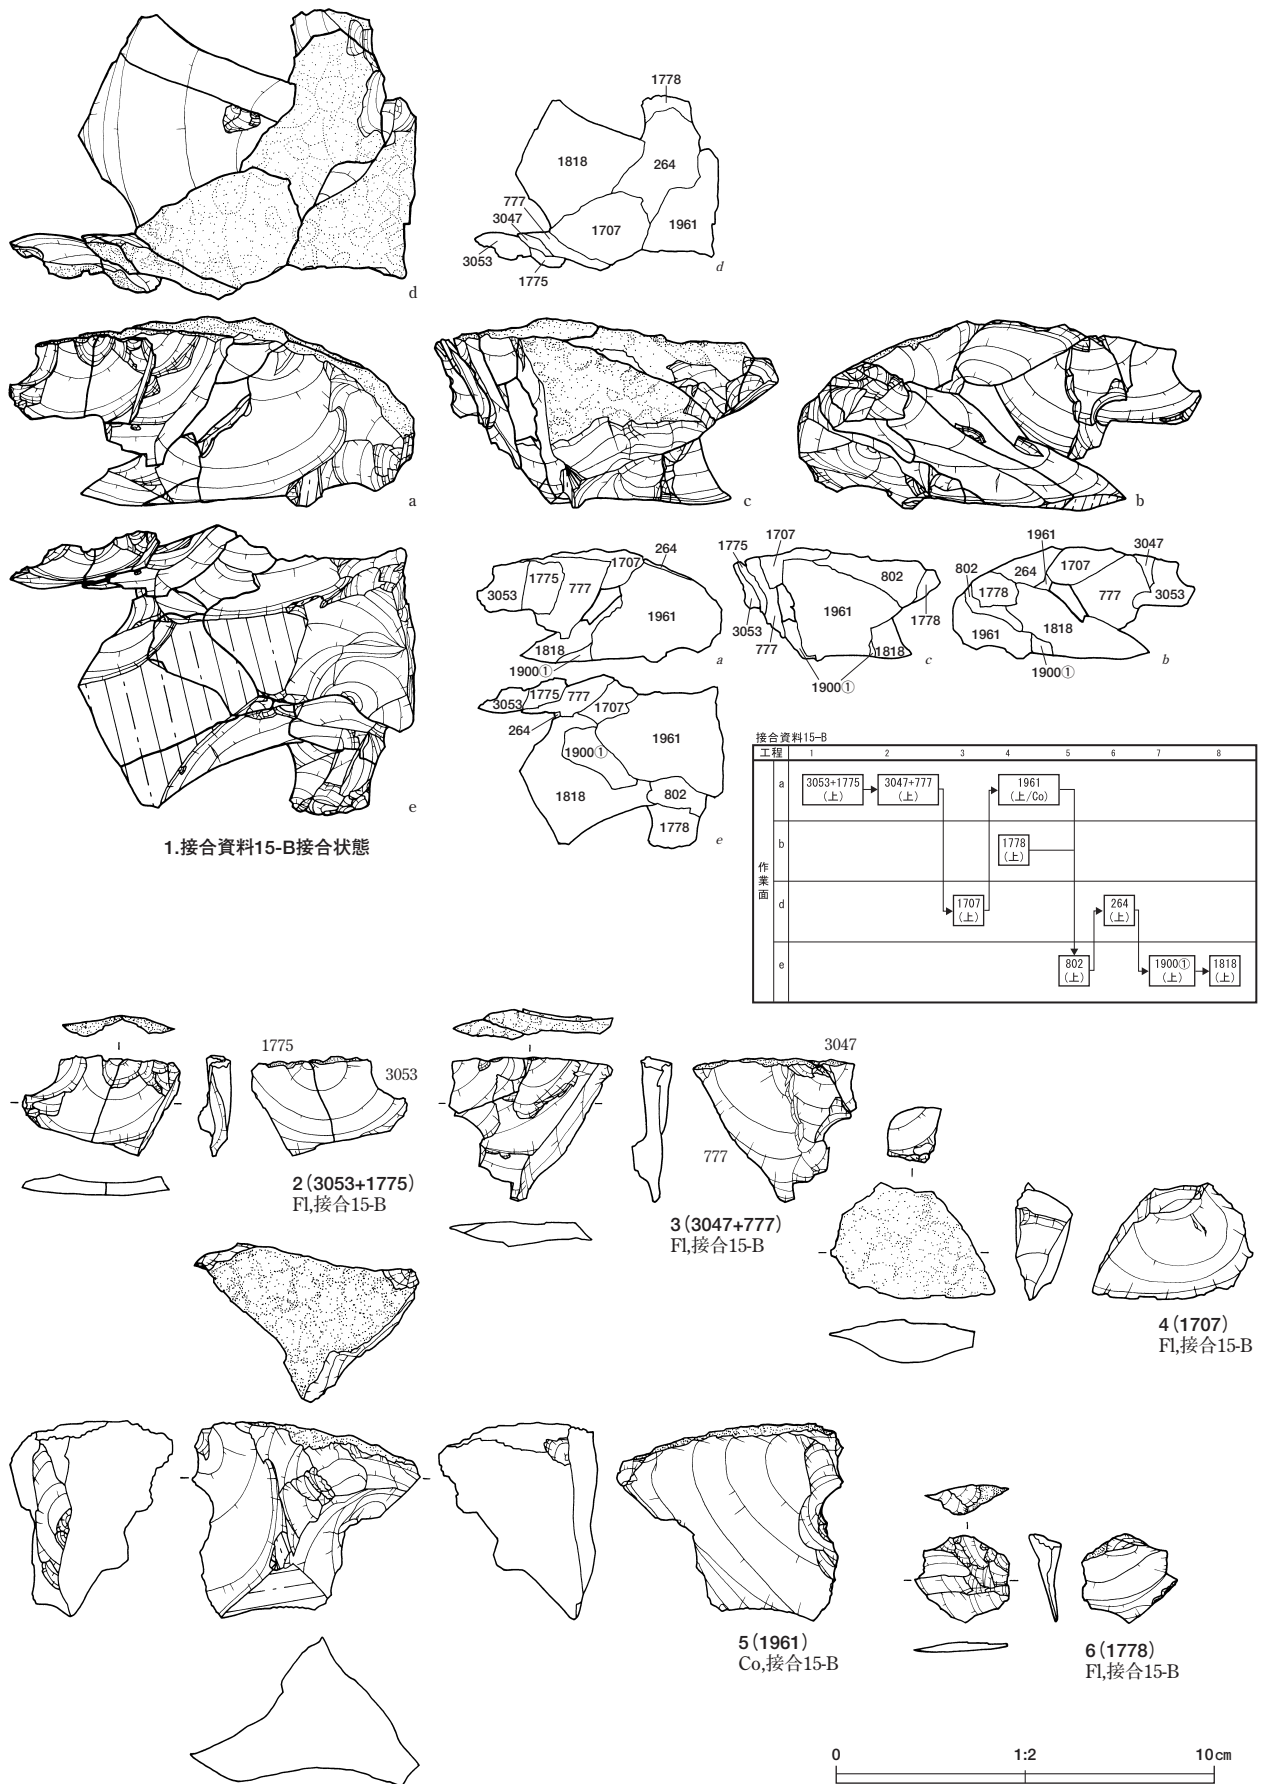 d
1778
1818
264
777
3047
1707
1961
3053
1775
d
a
c
b
e
1707
264
1775
3053
777
1961
1818
1900①
a
1707
1775
802
1961
3053
777
1778
1818
1900①
c
1961
3047
802
264
1707
1778
777
3053
1961
1818
1900①
b
3053
1775
777
1707
264
1900①
1961
1818
802
1778
e
1.接合資料15-B接合状態
接合資料15-B
工程
1
2
3
4
5
6
7
8
作業面
a
3053+1775
(上)
3047+777
(上)
1961
(上/Co)
b
1778
(上)
d
1707
(上)
264
(上)
e
802
(上)
1900①
(上)
1818
(上)
1775
3053
2(3053+1775)
Fl,接合15-B
3047
777
3(3047+777)
Fl,接合15-B
4(1707)
Fl,接合15-B
5(1961)
Co,接合15-B
6(1778)
Fl,接合15-B
0
1:2
10cm